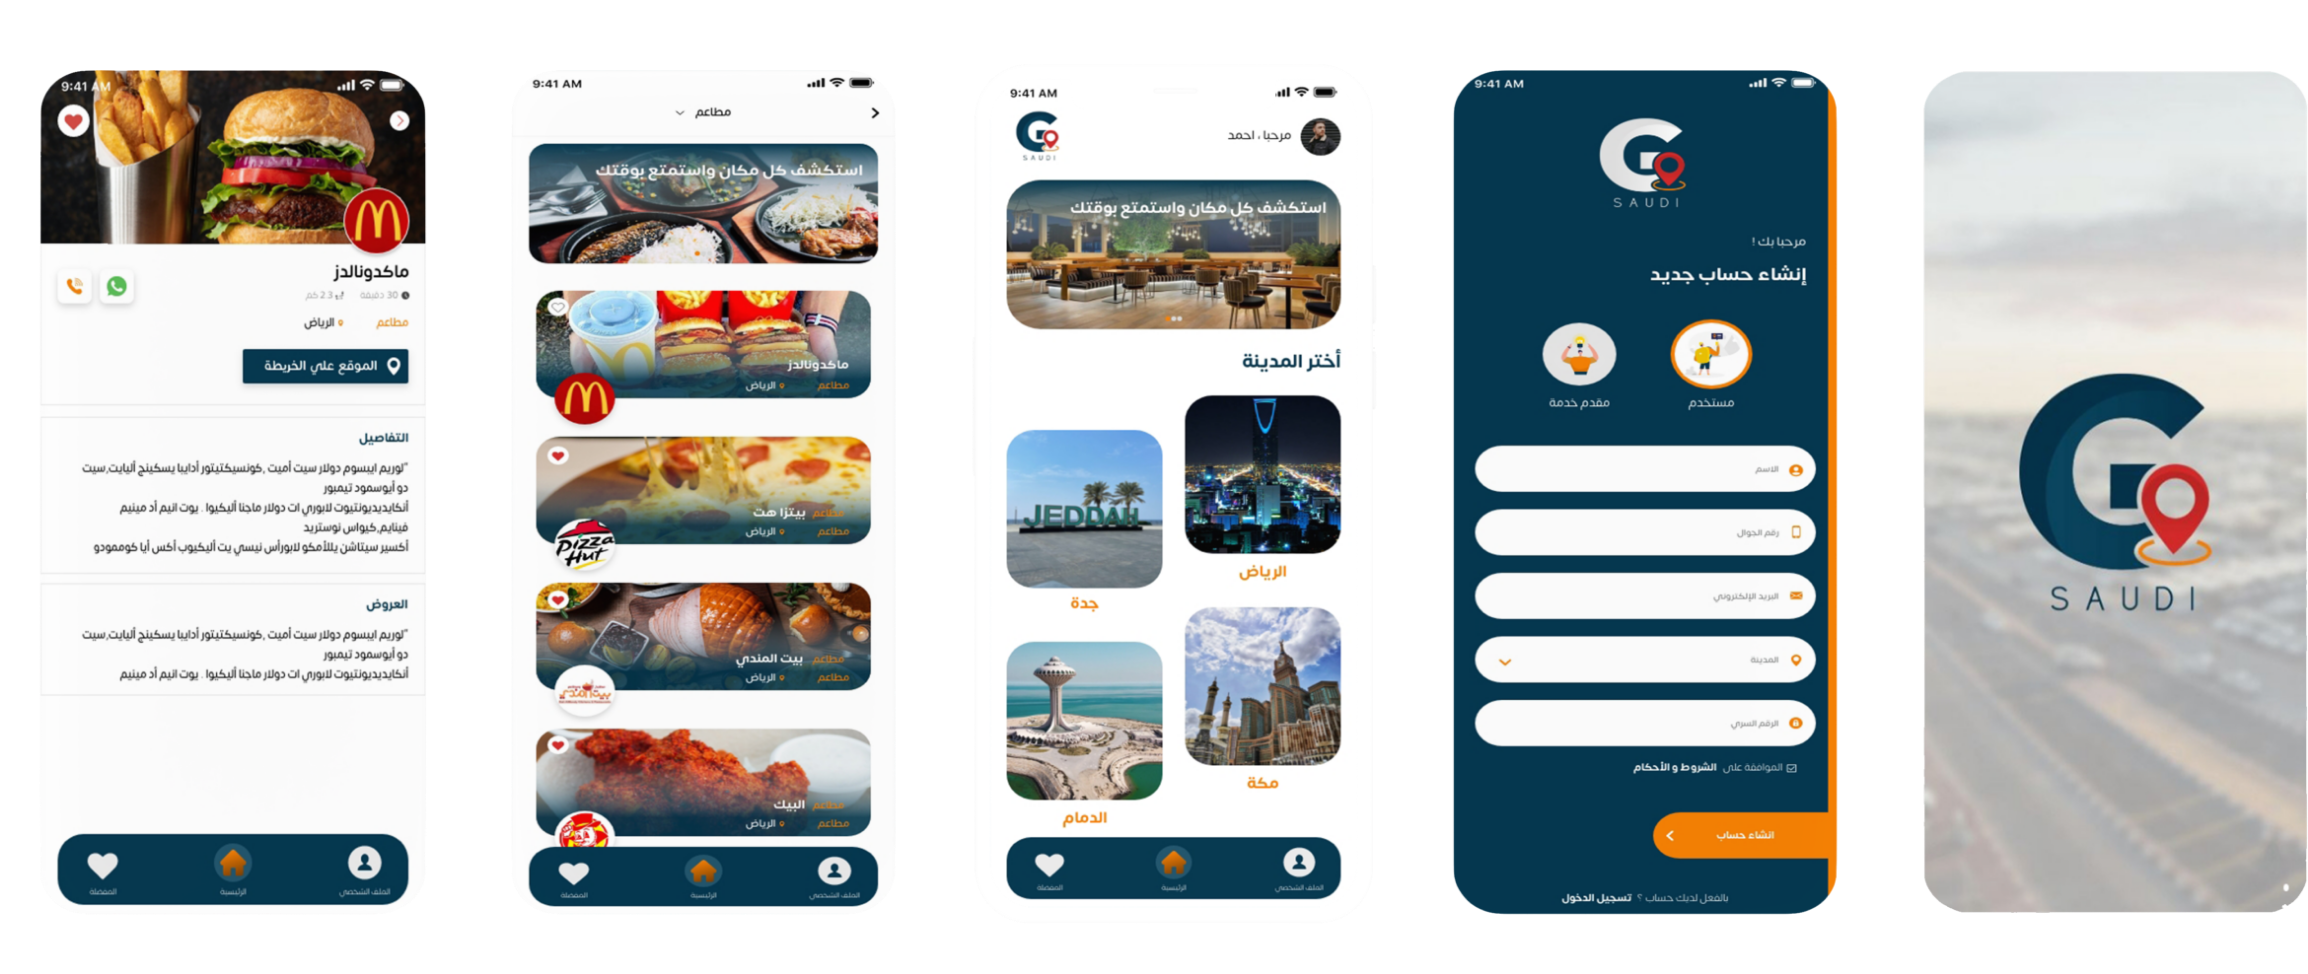 SAUDI
9:41 AM
SAUDI
مرحبا بك !
إنشاء حساب جديد
مستخدم
مقدم خدمة
الاسم
رقم الجوال
البريد الإلكتروني
المدينة
الرقم السري
الموافقة على الشروط و الأحكام
انشاء حساب
بالفعل لديك حساب ؟ تسجيل الدخول
9:41 AM
مرحبا ، احمد
SAUDI
استكشف كل مكان واستمتع بوقتك
أختر المدينة
JEDDAH
الرياض
جدة
مكة
الدمام
الملف الشخصي
الرئيسية
المفضلة
9:41 AM
مطاعم
استكشف كل مكان واستمتع بوقتك
ماكدونالدز
مطاعم الرياض
مطاعم بيتزا هت
مطاعم الرياض
Pizza
Hut
مطاعم بيت المندي
مطاعم الرياض
بيت المندي
مطاعم البيك
مطاعم الرياض
الملف الشخصي
الرئيسية
المفضلة
9:41 AM
ماكدونالدز
30 دقيقة 2.3 كم
مطاعم الرياض
الموقع علي الخريطة
التفاصيل
"لوريم ايبسوم دولار سيت أميت ,كونسيكتيتور أدايبا يسكينج أليايت,سيت
دو أيوسمود تيمبور
أنكايديديونتيوت لابوري ات دولار ماجنا أليكيوا . يوت انيم أد مينيم
فينايم,كيواس نوستريد
أكسير سيتاشن يللأمكو لابورأس نيسي يت أليكيوب أكس أيا كوممودو
العروض
"لوريم ايبسوم دولار سيت أميت ,كونسيكتيتور أدايبا يسكينج أليايت,سيت
دو أيوسمود تيمبور
أنكايديديونتيوت لابوري ات دولار ماجنا أليكيوا . يوت انيم أد مينيم
الملف الشخصي
الرئيسية
المفضلة